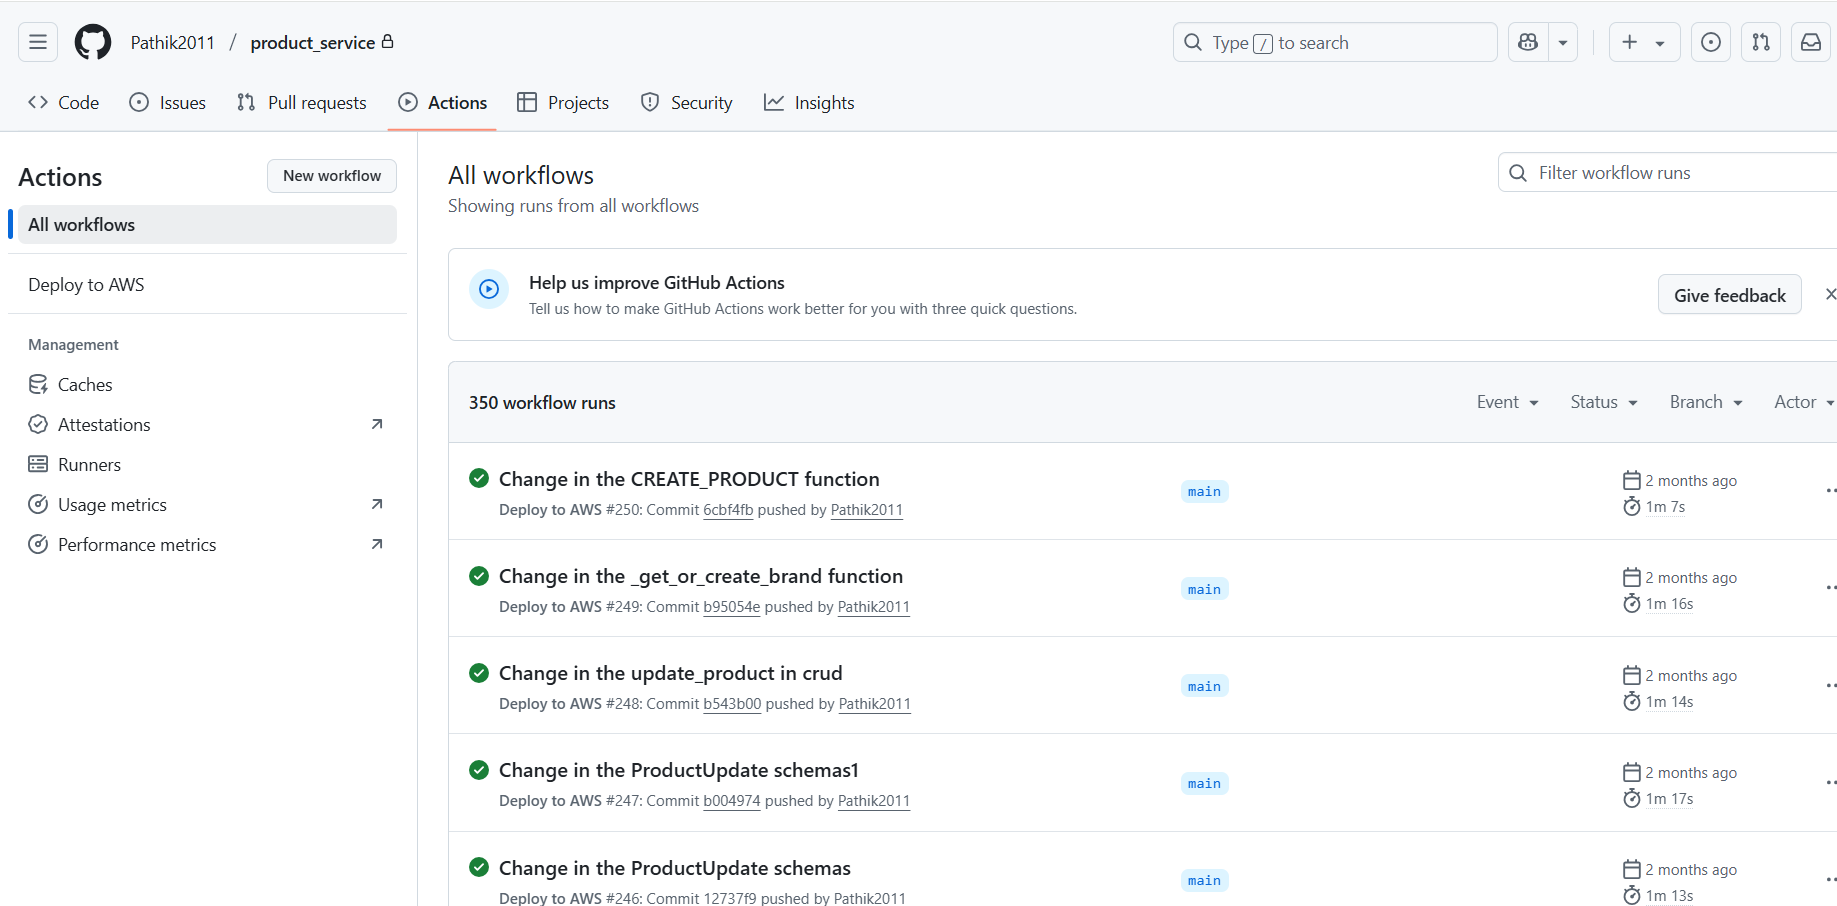 Pathik2011 / product_service
Type / to search
Code
Issues
Pull requests
Actions
Projects
Security
Insights
Actions
New workflow
All workflows
Deploy to AWS
Management
Caches
Attestations
Runners
Usage metrics
Performance metrics
All workflows
Showing runs from all workflows
Filter workflow runs
Help us improve GitHub Actions
Tell us how to make GitHub Actions work better for you with three quick questions.
Give feedback
350 workflow runs
Event
Status
Branch
Actor
Change in the CREATE_PRODUCT function
Deploy to AWS #250: Commit 6cbf4fb pushed by Pathik2011
main
2 months ago
1m 7s
Change in the _get_or_create_brand function
Deploy to AWS #249: Commit b95054e pushed by Pathik2011
main
2 months ago
1m 16s
Change in the update_product in crud
Deploy to AWS #248: Commit b543b00 pushed by Pathik2011
main
2 months ago
1m 14s
Change in the ProductUpdate schemas1
Deploy to AWS #247: Commit b004974 pushed by Pathik2011
main
2 months ago
1m 17s
Change in the ProductUpdate schemas
Deploy to AWS #246: Commit 12737f9 pushed by Pathik2011
main
2 months ago
1m 13s